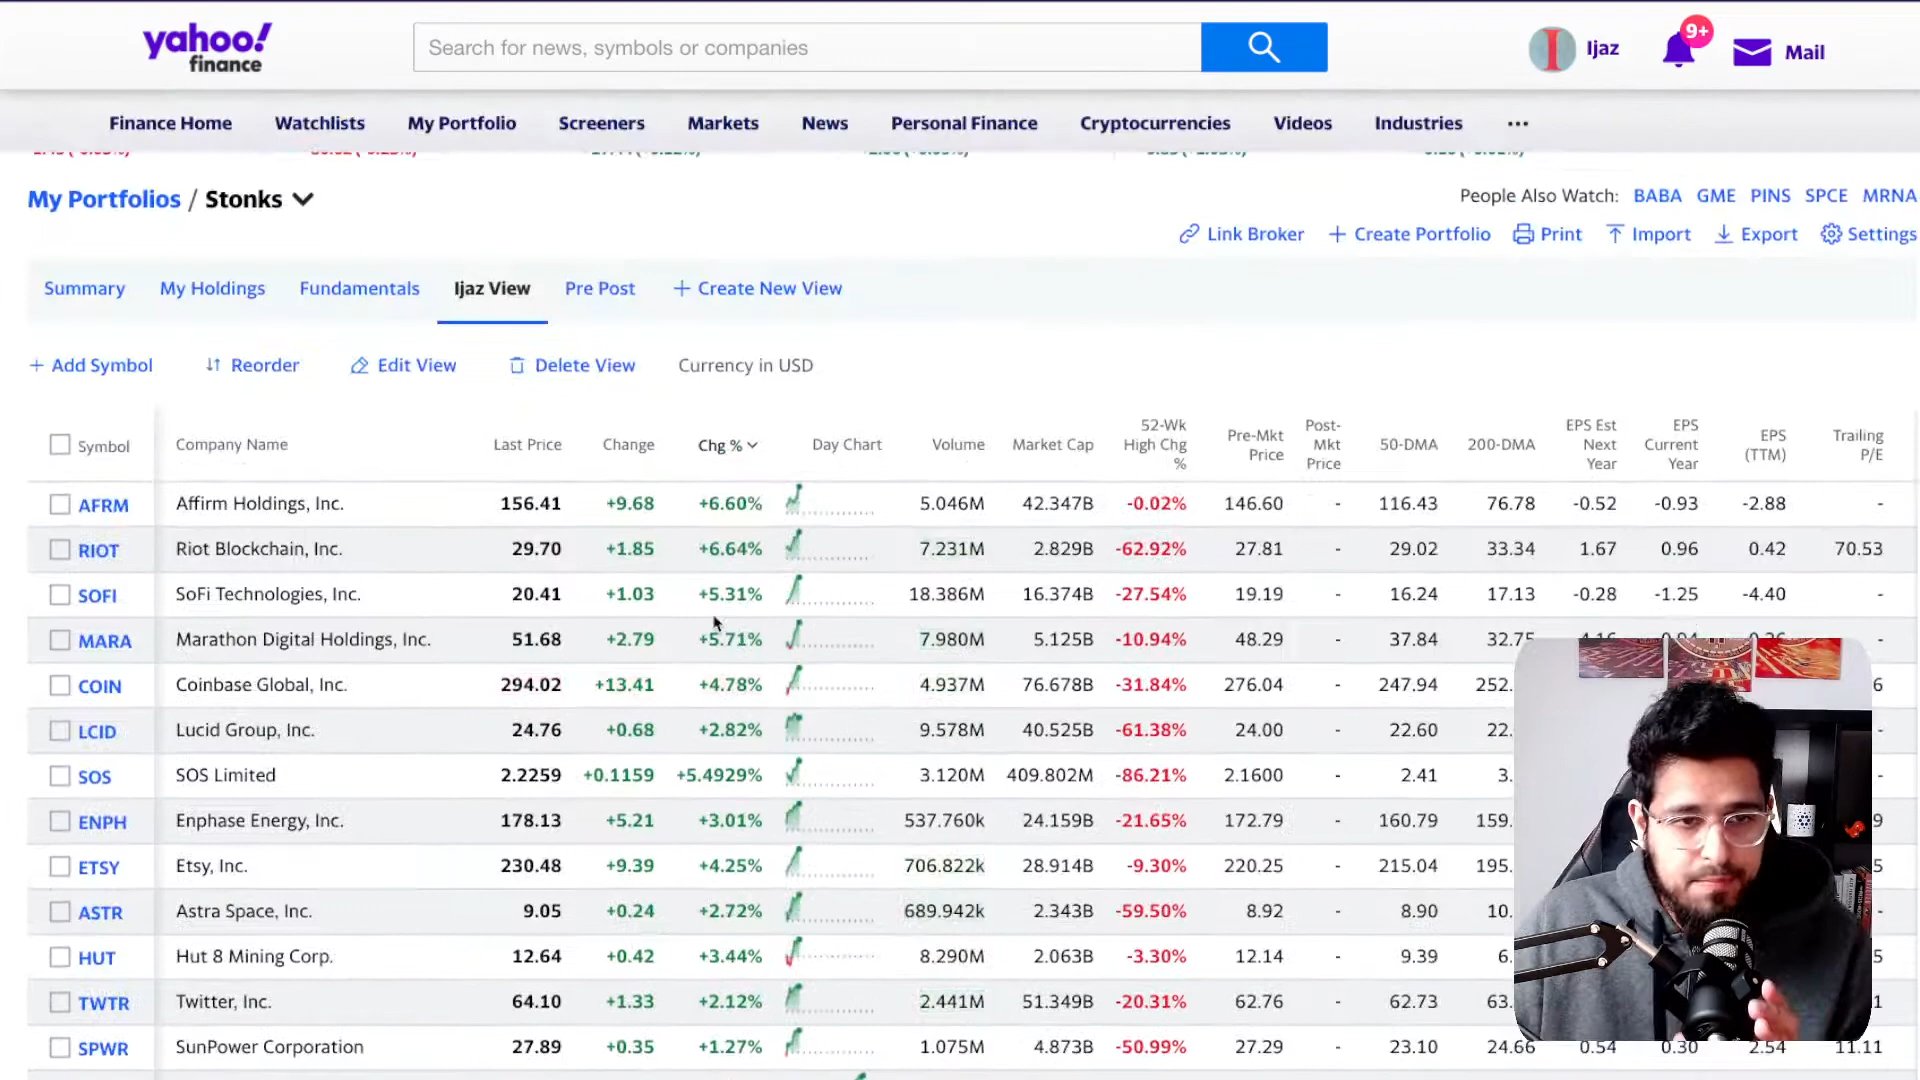 yahoo!
finance
Search for news, symbols or companies
Ijaz
9+
Mail
Finance Home Watchlists My Portfolio Screeners Markets News Personal Finance Cryptocurrencies Videos Industries ...
My Portfolios / Stonks
People Also Watch: BABA GME PINS SPCE MRNA
Link Broker + Create Portfolio Print Import Export Settings
Summary My Holdings Fundamentals Ijaz View Pre Post + Create New View
+ Add Symbol Reorder Edit View Delete View Currency in USD
Symbol Company Name Last Price Change Chg % Day Chart Volume Market Cap 52-Wk High Chg % Pre-Mkt Price Post-Mkt Price 50-DMA 200-DMA EPS Est Next Year EPS Current Year EPS (TTM) Trailing P/E
AFRM Affirm Holdings, Inc. 156.41 +9.68 +6.60% 5.046M 42.347B -0.02% 146.60 - 116.43 76.78 -0.52 -0.93 -2.88 -
RIOT Riot Blockchain, Inc. 29.70 +1.85 +6.64% 7.231M 2.829B -62.92% 27.81 - 29.02 33.34 1.67 0.96 0.42 70.53
SOFI SoFi Technologies, Inc. 20.41 +1.03 +5.31% 18.386M 16.374B -27.54% 19.19 - 16.24 17.13 -0.28 -1.25 -4.40 -
MARA Marathon Digital Holdings, Inc. 51.68 +2.79 +5.71% 7.980M 5.125B -10.94% 48.29 - 37.84 32.75 -
COIN Coinbase Global, Inc. 294.02 +13.41 +4.78% 4.937M 76.678B -31.84% 276.04 - 247.94 252. 6
LCID Lucid Group, Inc. 24.76 +0.68 +2.82% 9.578M 40.525B -61.38% 24.00 - 22.60 22. -
SOS SOS Limited 2.2259 +0.1159 +5.4929% 3.120M 409.802M -86.21% 2.1600 - 2.41 3. -
ENPH Enphase Energy, Inc. 178.13 +5.21 +3.01% 537.760k 24.159B -21.65% 172.79 - 160.79 159. 9
ETSY Etsy, Inc. 230.48 +9.39 +4.25% 706.822k 28.914B -9.30% 220.25 - 215.04 195. 5
ASTR Astra Space, Inc. 9.05 +0.24 +2.72% 689.942k 2.343B -59.50% 8.92 - 8.90 10. -
HUT Hut 8 Mining Corp. 12.64 +0.42 +3.44% 8.290M 2.063B -3.30% 12.14 - 9.39 6. 5
TWTR Twitter, Inc. 64.10 +1.33 +2.12% 2.441M 51.349B -20.31% 62.76 - 62.73 63. 1
SPWR SunPower Corporation 27.89 +0.35 +1.27% 1.075M 4.873B -50.99% 27.29 - 23.10 24.66 0.54 0.30 2.54 11.11